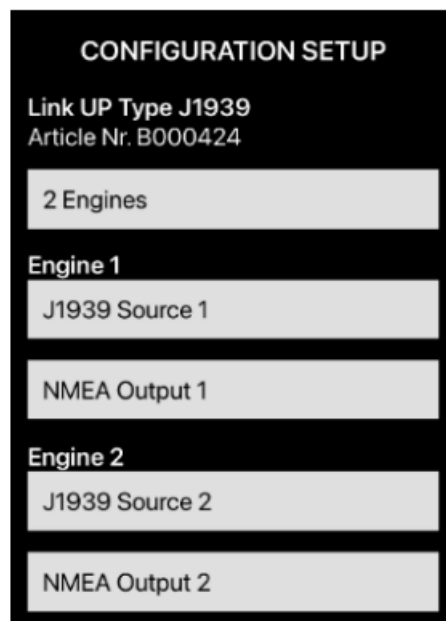 CONFIGURATION SETUP
Link UP Type J1939
Article Nr. B000424
2 Engines
Engine 1
J1939 Source 1
NMEA Output 1
Engine 2
J1939 Source 2
NMEA Output 2